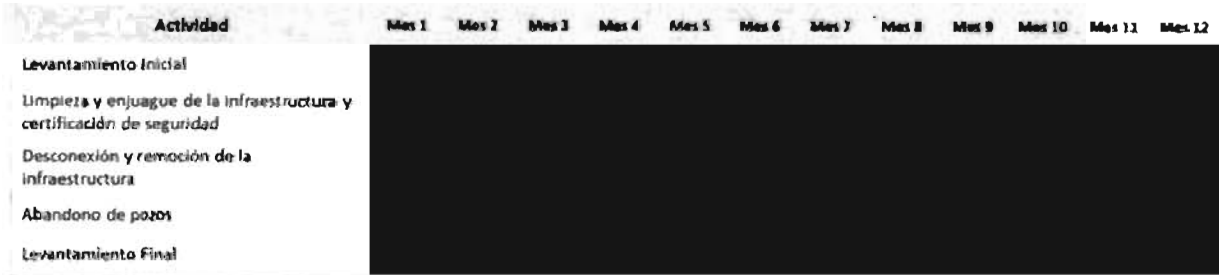 Actividad Mes 1 Mes 2 Mes 3 Mes 4 Mes 5 Mes 6 Mes 7 Mes 8 Mes 9 Mes 10 Mes 11 Mes 12
Levantamiento Inicial
Limpieza y enjuague de la infraestructura y
certificación de seguridad
Desconexión y remoción de la
infraestructura
Abandono de pozos
Levantamiento Final